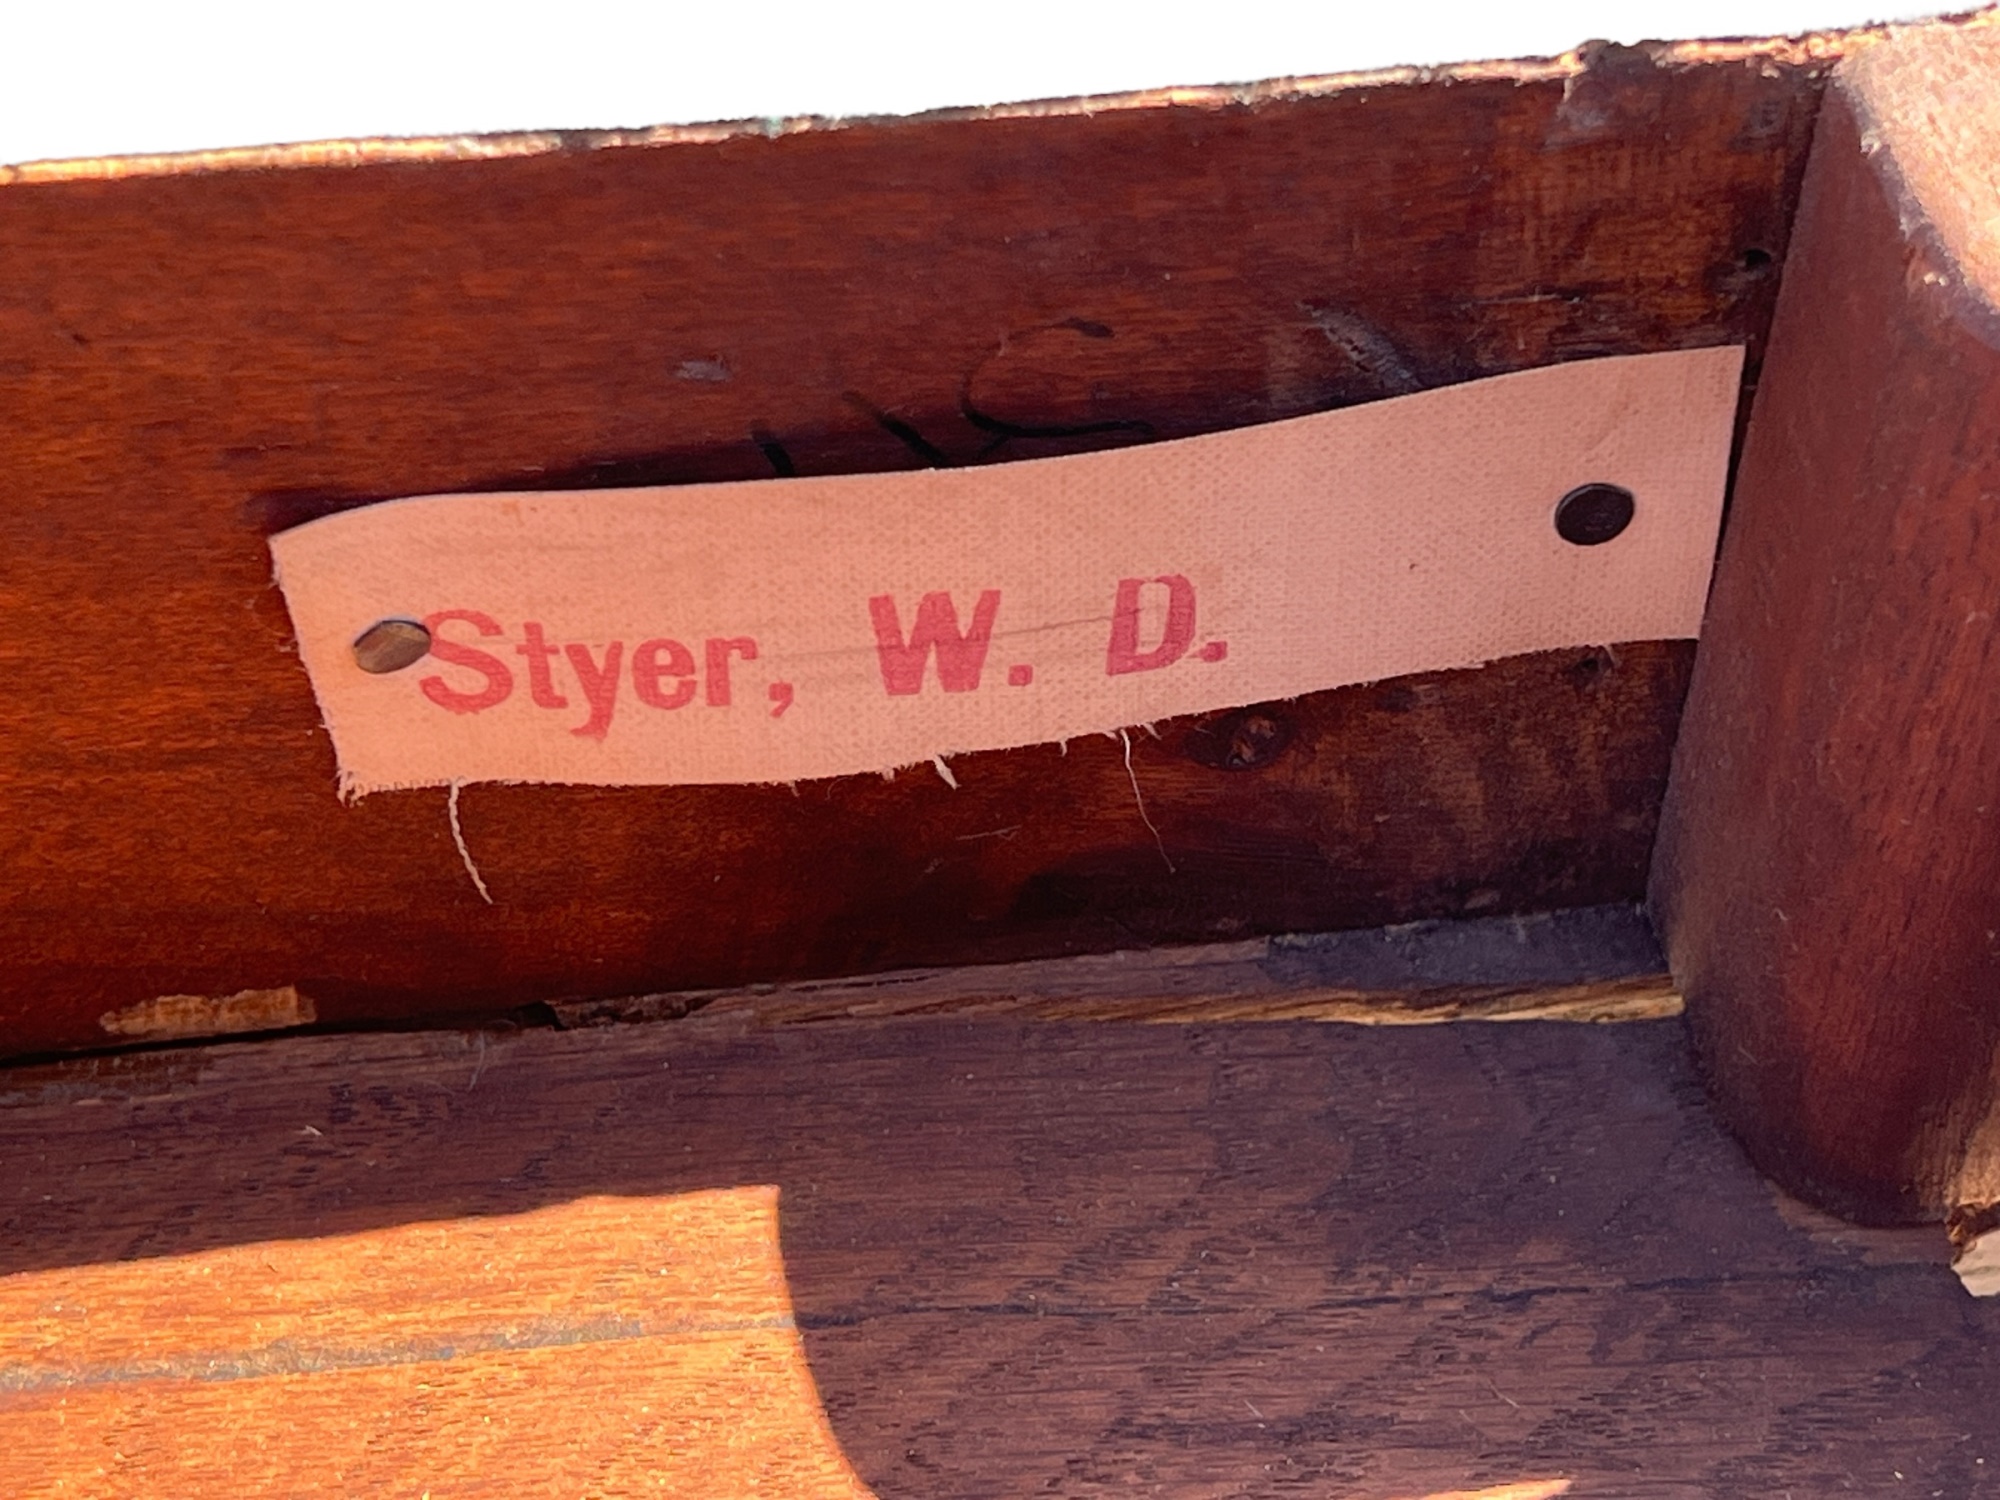 Styer, W. D.